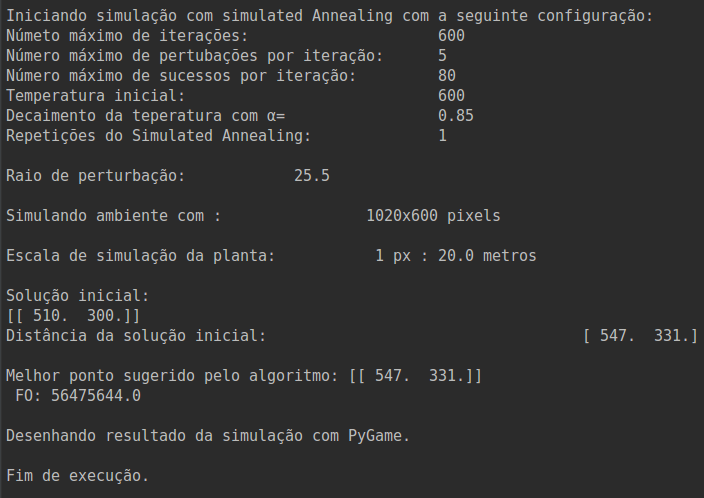 Iniciando simulação com simulated Annealing com a seguinte configuração:
Númeto máximo de iterações: 600
Número máximo de pertubações por iteração: 5
Número máximo de sucessos por iteração: 80
Temperatura inicial: 600
Decaimento da teperatura com α= 0.85
Repetições do Simulated Annealing: 1
Raio de perturbação: 25.5
Simulando ambiente com : 1020x600 pixels
Escala de simulação da planta: 1 px : 20.0 metros
Solução inicial:
[[ 510.  300.]]
Distância da solução inicial: [ 547.  331.]
Melhor ponto sugerido pelo algoritmo: [[ 547.  331.]]
FO: 56475644.0
Desenhando resultado da simulação com PyGame.
Fim de execução.